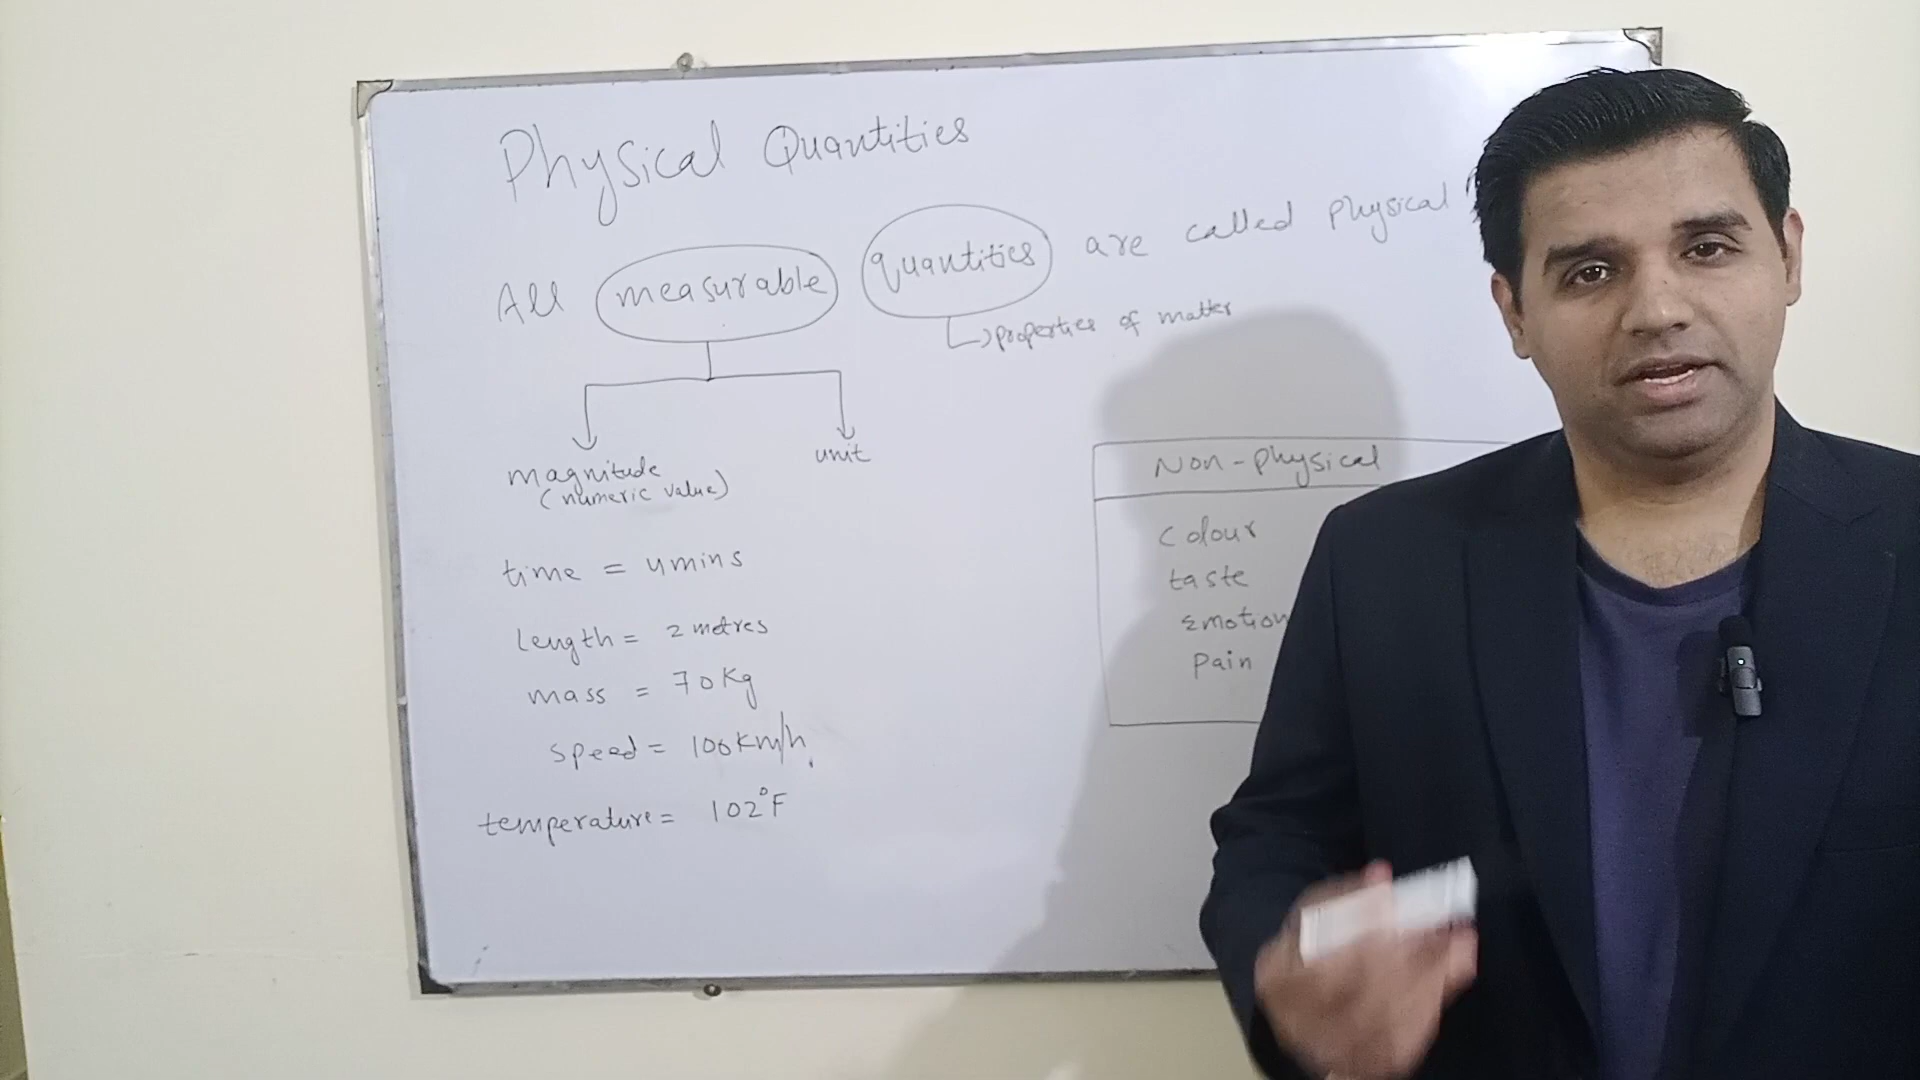 Physical Quantities
All measurable quantities are called physical
properties of matter
magnitude
(numeric value)
unit
time = 4mins
length = 2 metres
mass = 70Kg
speed = 100Km/h
temperature = 102°F
Non-physical
Colour
taste
Emotion
Pain